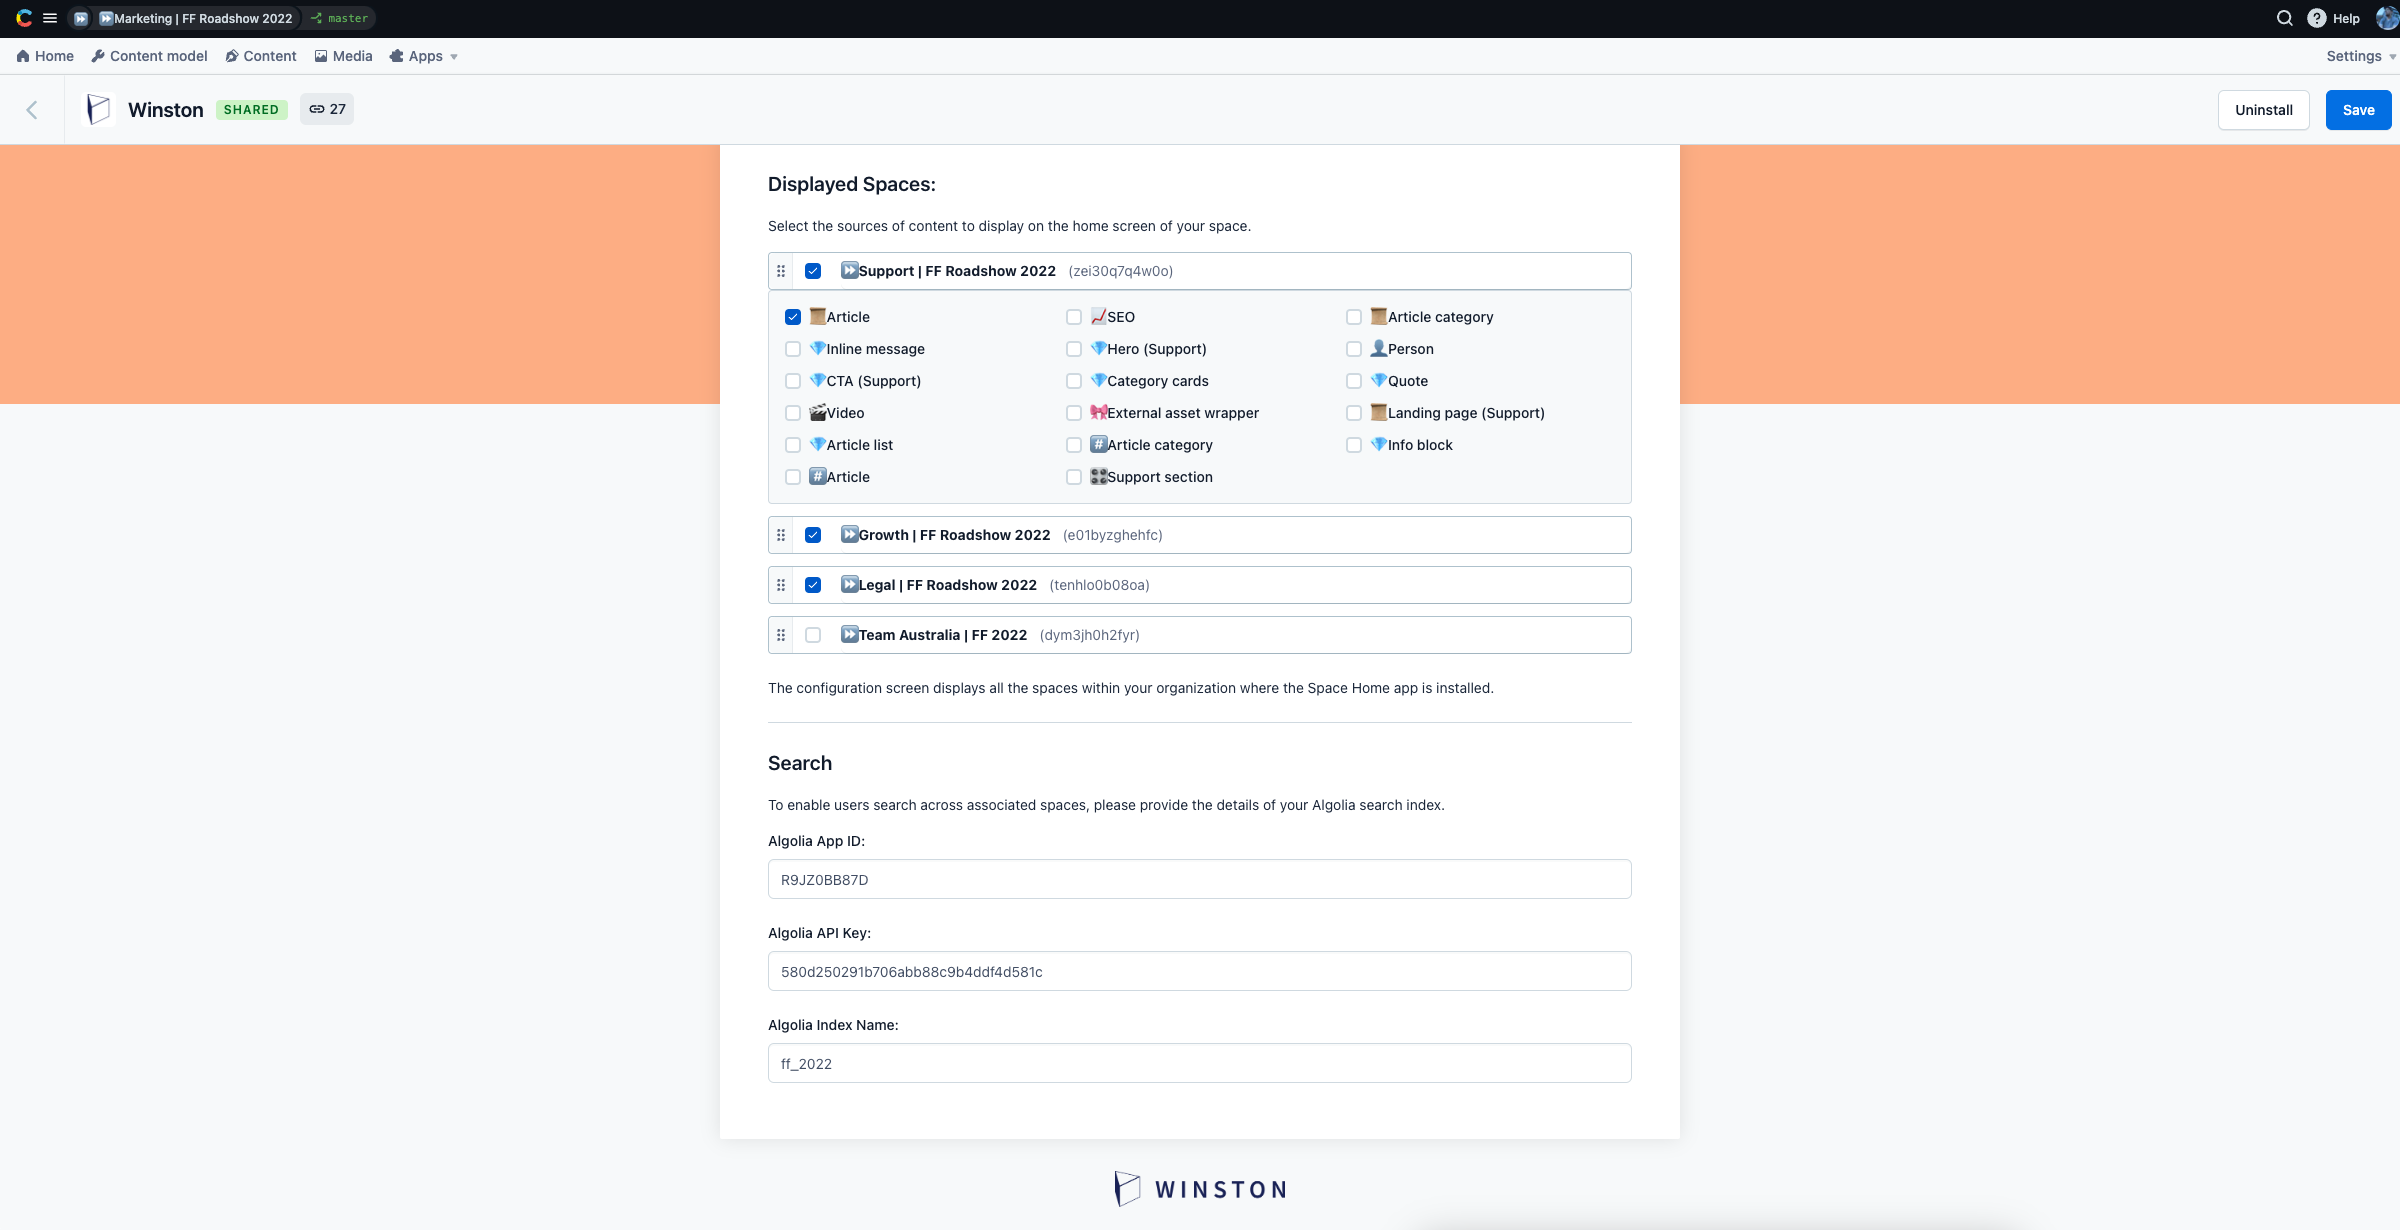 Marketing | FF Roadshow 2022 master Help
Home Content model Content Media Apps Settings
Winston SHARED 27 Uninstall Save
Displayed Spaces:
Select the sources of content to display on the home screen of your space.
Support | FF Roadshow 2022 (zei30q7q4w0o)
Article SEO Article category
Inline message Hero (Support) Person
CTA (Support) Category cards Quote
Video External asset wrapper Landing page (Support)
Article list #Article category Info block
#Article Support section
Growth | FF Roadshow 2022 (e01byzghehfc)
Legal | FF Roadshow 2022 (tenhlo0b08oa)
Team Australia | FF 2022 (dym3jh0h2fyr)
The configuration screen displays all the spaces within your organization where the Space Home app is installed.
Search
To enable users search across associated spaces, please provide the details of your Algolia search index.
Algolia App ID:
R9JZ0BB87D
Algolia API Key:
580d250291b706abb88c9b4ddf4d581c
Algolia Index Name:
ff_2022
WINSTON